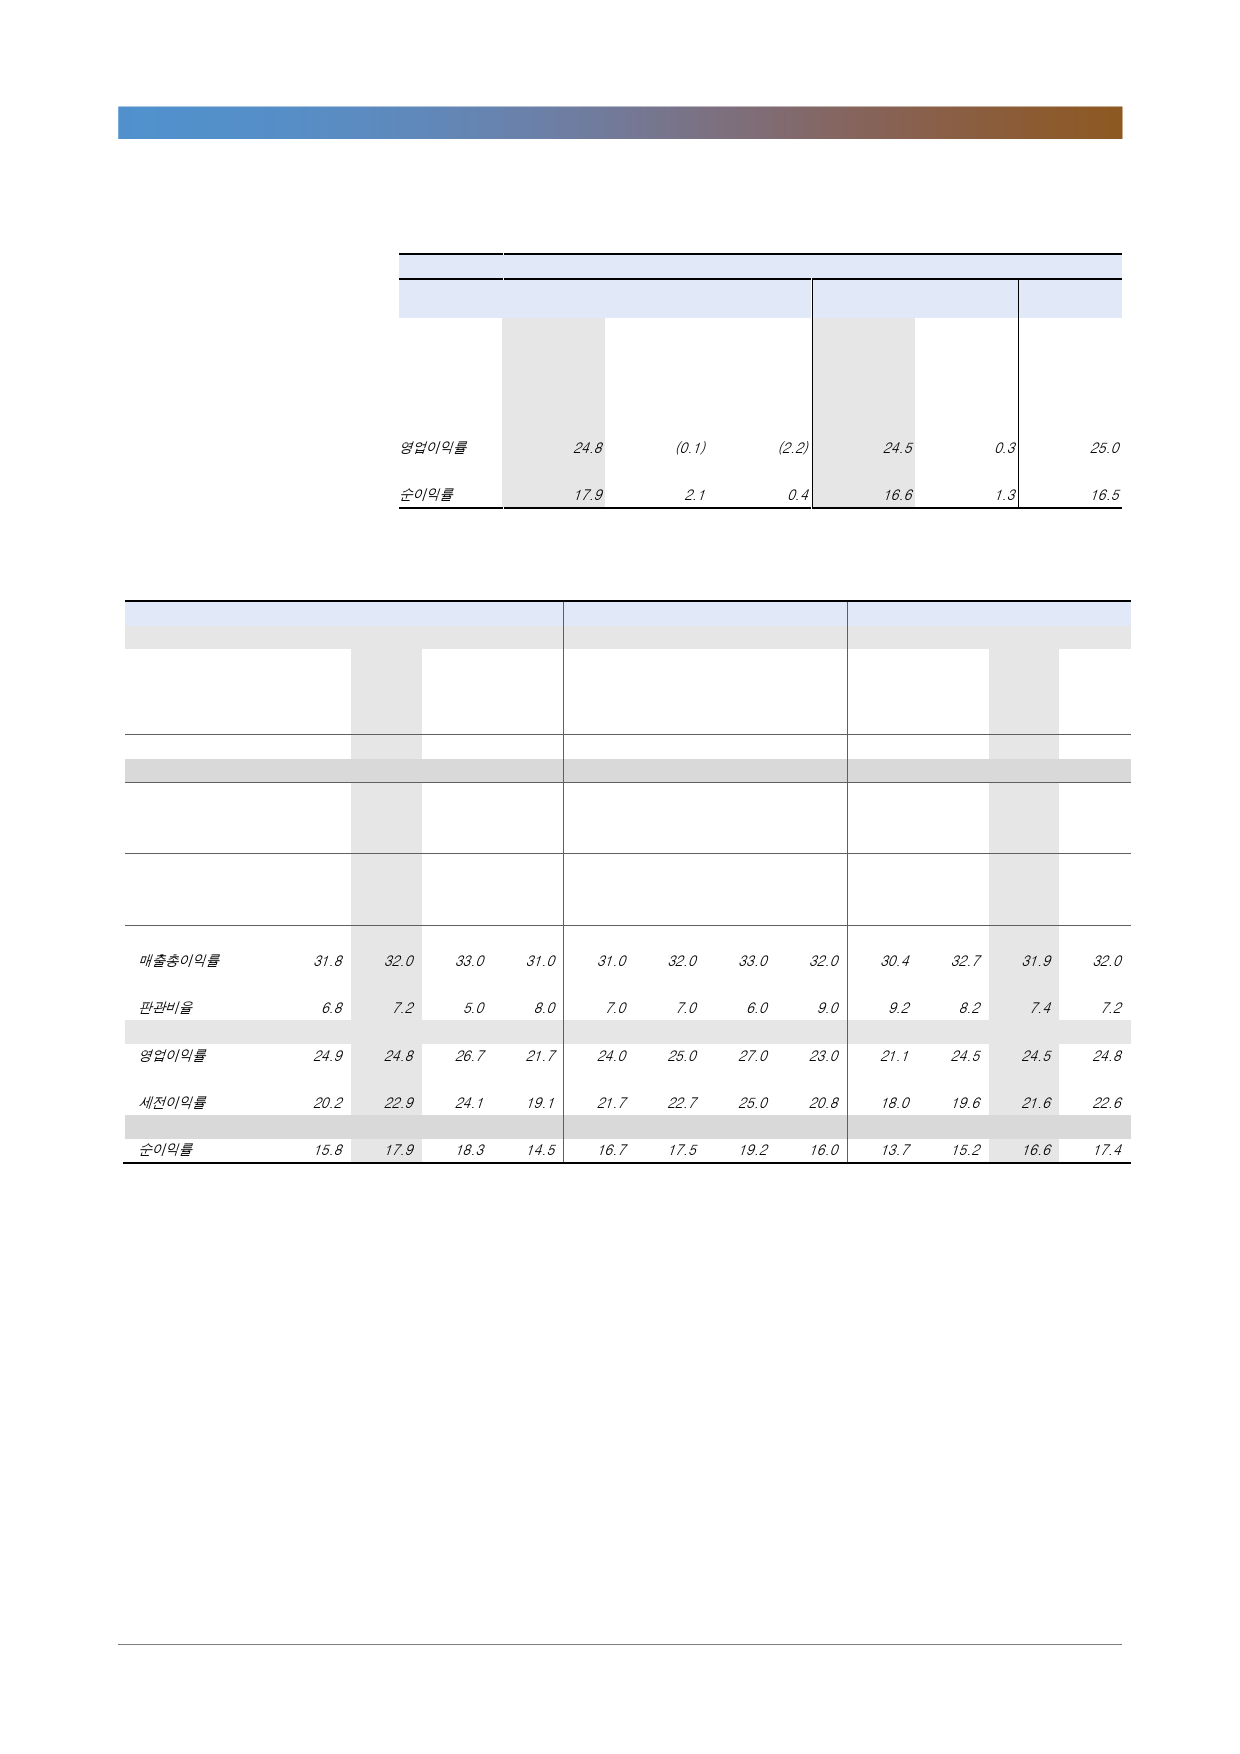 영업이익률 24.8 (0.1) (2.2) 24.5 0.3 25.0
순이익률 17.9 2.1 0.4 16.6 1.3 16.5
매출총이익률 31.8 32.0 33.0 31.0 31.0 32.0 33.0 32.0 30.4 32.7 31.9 32.0
판관비율 6.8 7.2 5.0 8.0 7.0 7.0 6.0 9.0 9.2 8.2 7.4 7.2
영업이익률 24.9 24.8 26.7 21.7 24.0 25.0 27.0 23.0 21.1 24.5 24.5 24.8
세전이익률 20.2 22.9 24.1 19.1 21.7 22.7 25.0 20.8 18.0 19.6 21.6 22.6
순이익률 15.8 17.9 18.3 14.5 16.7 17.5 19.2 16.0 13.7 15.2 16.6 17.4